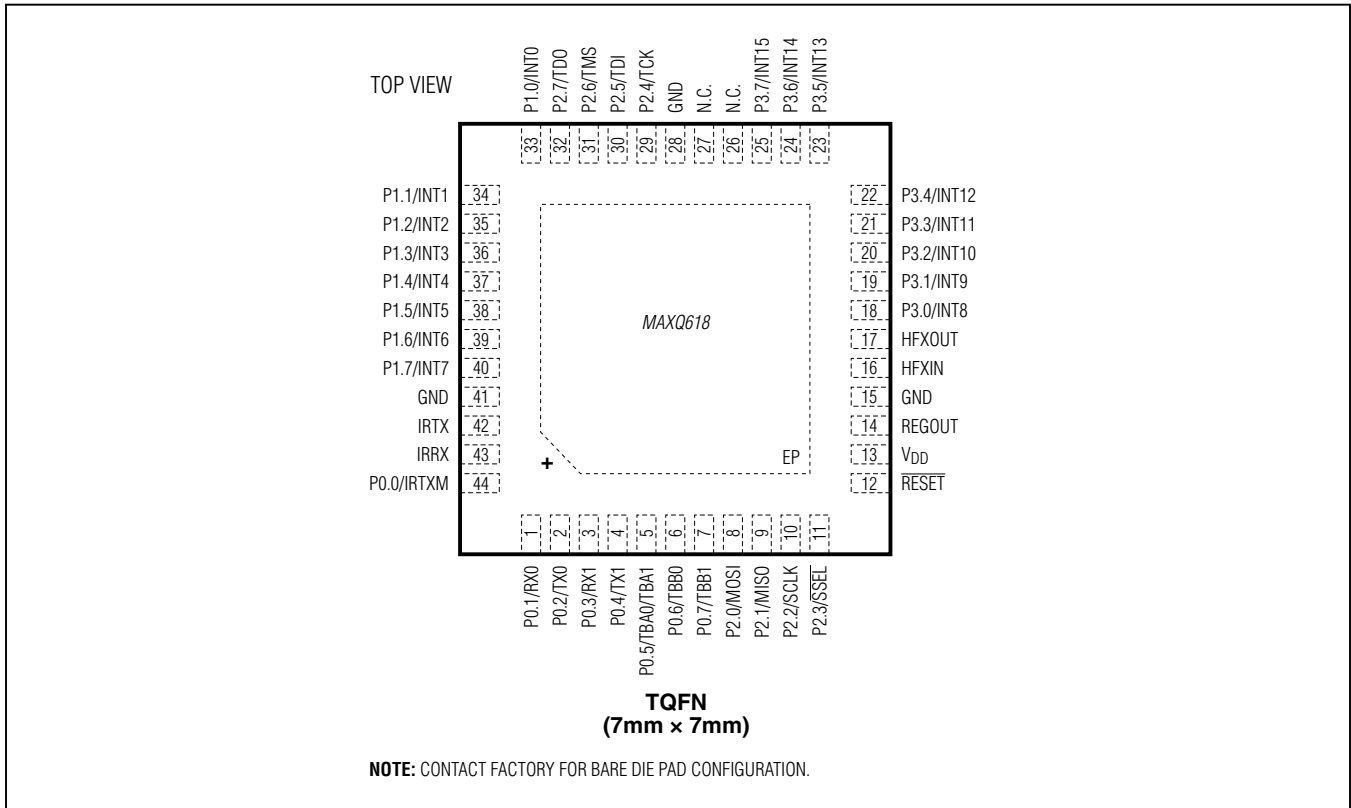 TOP VIEW
P1.0/INT0
P2.7/TDO
P2.6/TMS
P2.5/TDI
P2.4/TCK
GND
N.C.
N.C.
P3.7/INT15
P3.6/INT14
P3.5/INT13
33
32
31
30
29
28
27
26
25
24
23
P1.1/INT1 34
P1.2/INT2 35
P1.3/INT3 36
P1.4/INT4 37
P1.5/INT5 38
P1.6/INT6 39
P1.7/INT7 40
GND 41
IRTX 42
IRRX 43
P0.0/IRTXM 44
MAXQ618
+
EP
22 P3.4/INT12
21 P3.3/INT11
20 P3.2/INT10
19 P3.1/INT9
18 P3.0/INT8
17 HFXOUT
16 HFXIN
15 GND
14 REGOUT
13 VDD
12 RESET
1
2
3
4
5
6
7
8
9
10
11
P0.1/RX0
P0.2/TX0
P0.3/RX1
P0.4/TX1
P0.5/TBA0/TBA1
P0.6/TBB0
P0.7/TBB1
P2.0/MOSI
P2.1/MISO
P2.2/SCLK
P2.3/SSEL
TQFN
(7mm × 7mm)
NOTE: CONTACT FACTORY FOR BARE DIE PAD CONFIGURATION.